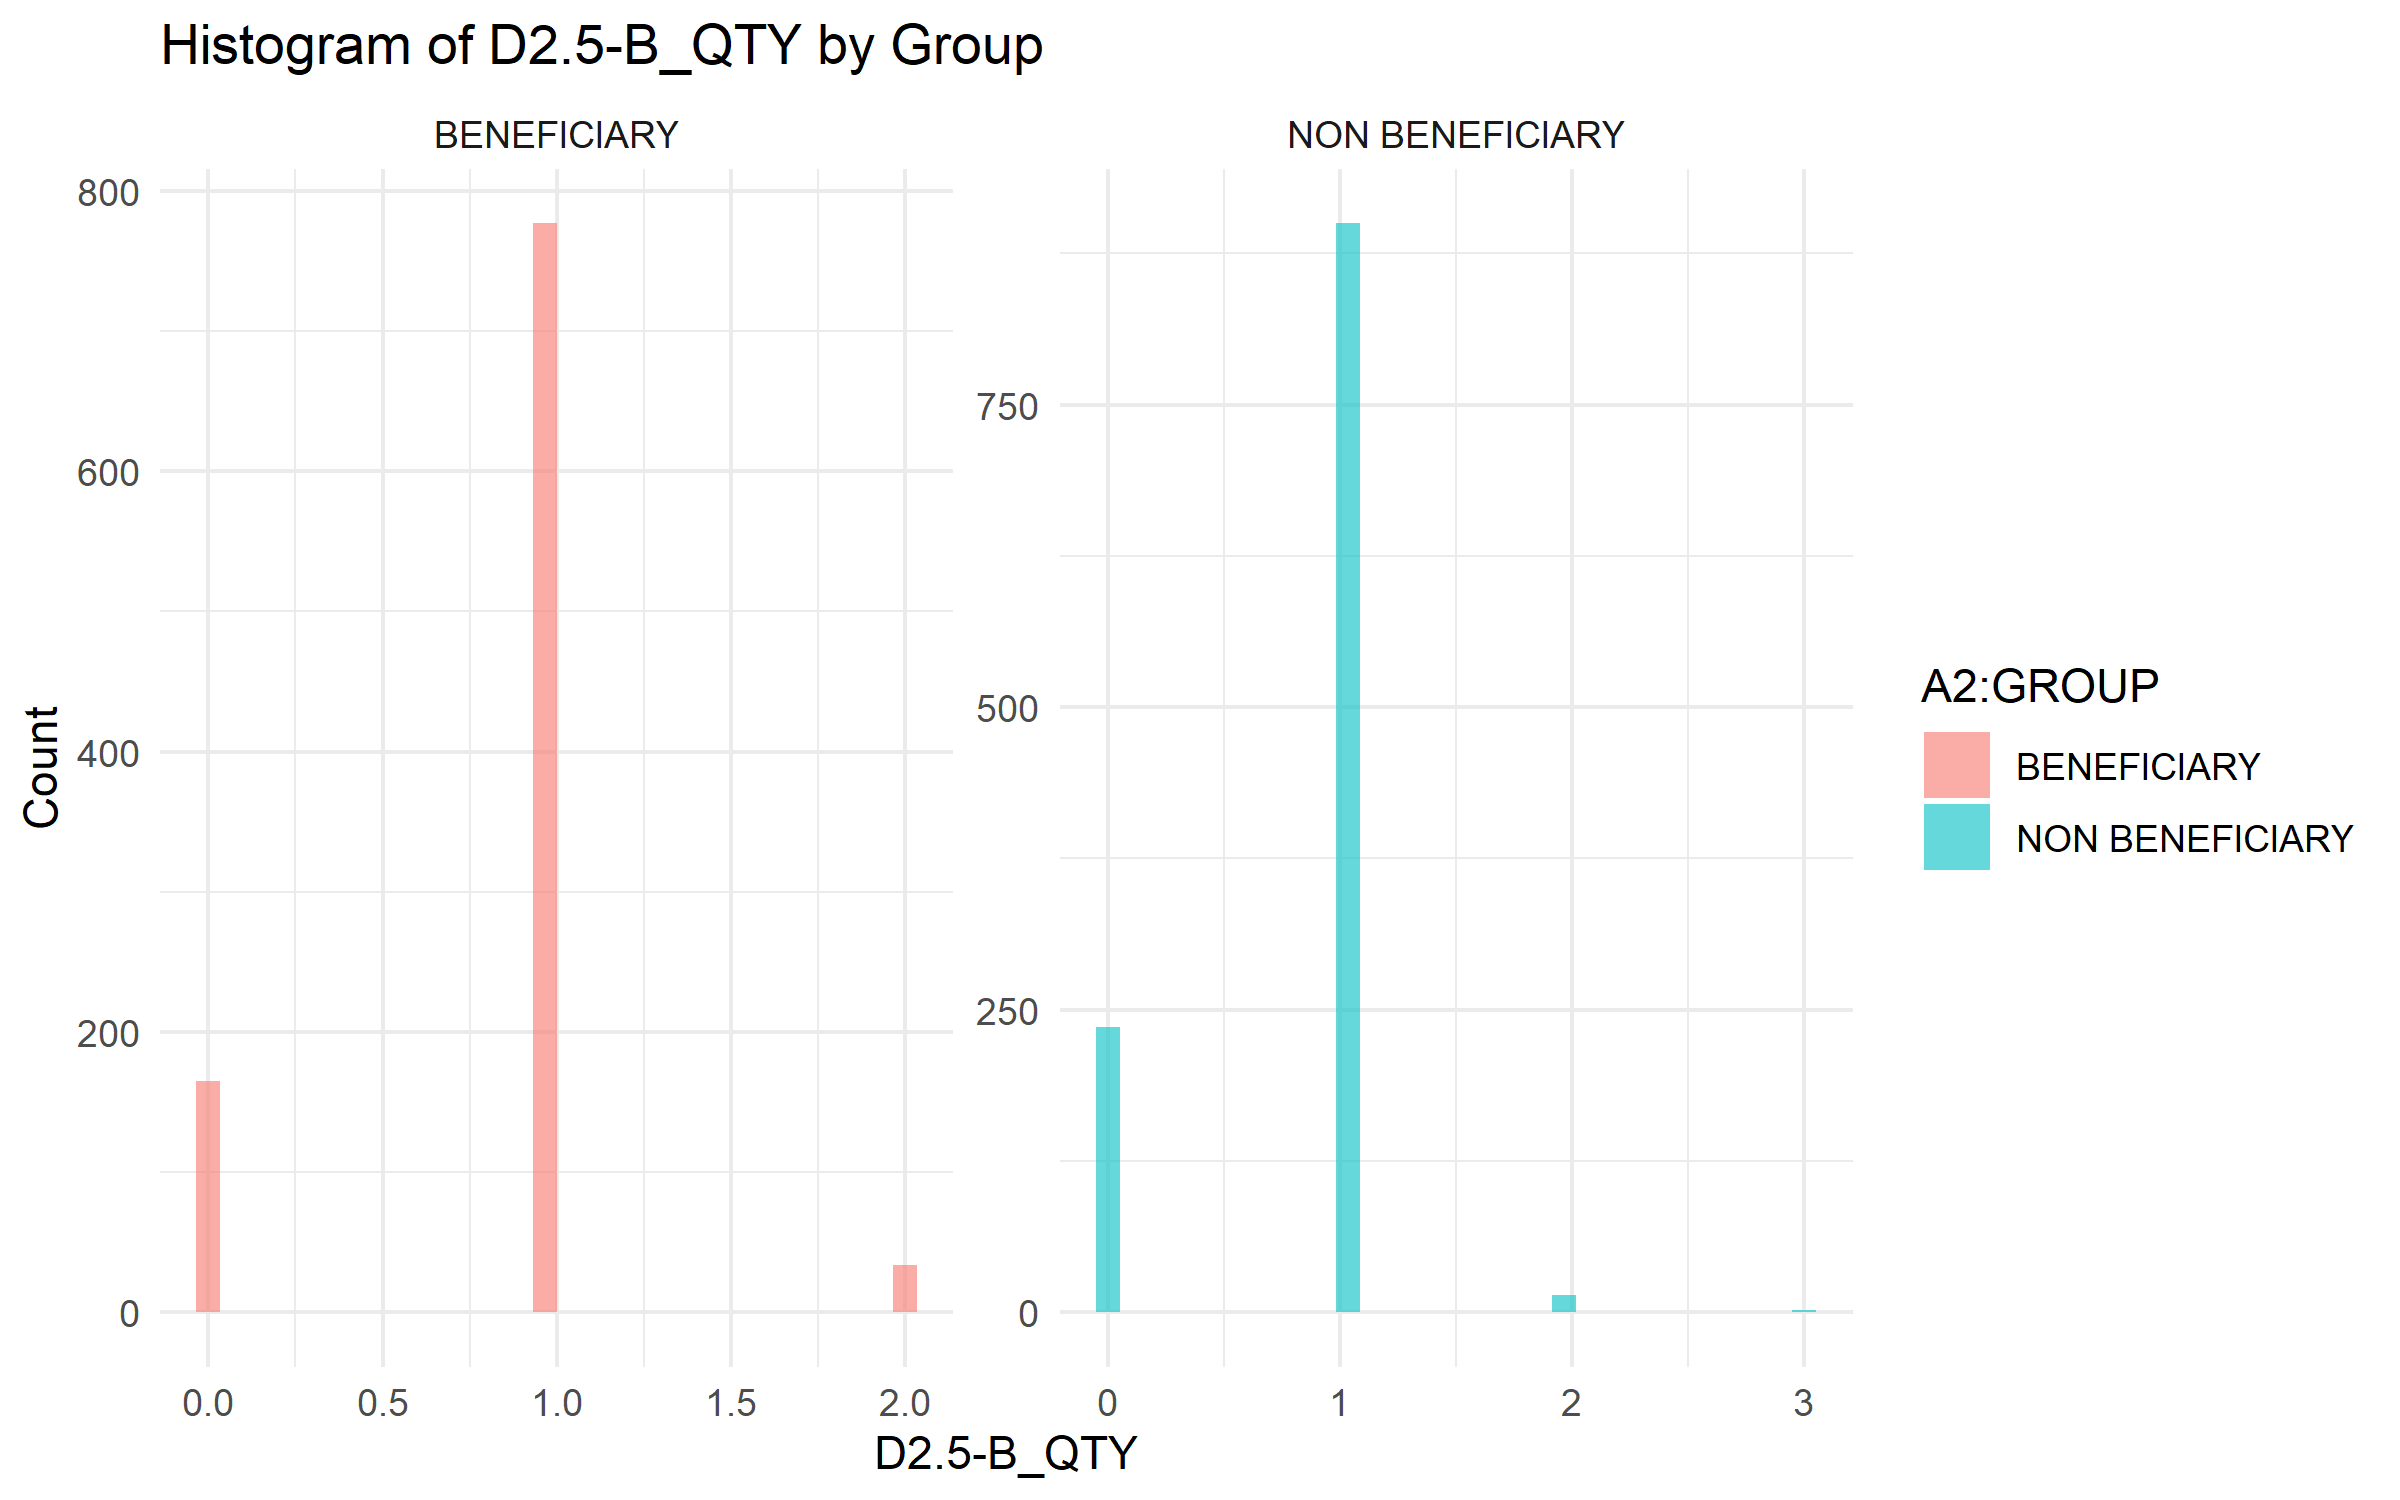 Histogram of D2.5-B_QTY by Group
BENEFICIARY
NON BENEFICIARY
800
600
400
200
0
750
500
250
0
Count
0.0 0.5 1.0 1.5 2.0
0 1 2 3
D2.5-B_QTY
A2:GROUP
BENEFICIARY
NON BENEFICIARY